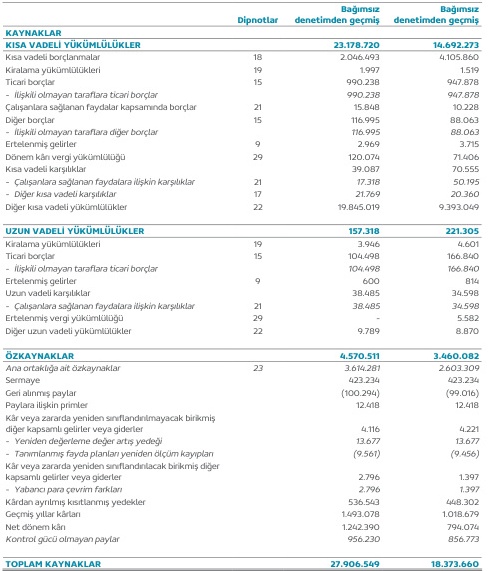 Bağımsız Bağımsız
Dipnotlar denetimden geçmiş denetimden geçmiş
KAYNAKLAR
KISA VADELİ YÜKÜMLÜLÜKLER 23.178.720 14.692.273
Kısa vadeli borçlanmalar 18 2.046.493 4.105.860
Kiralama yükümlülükleri 19 1.997 1.519
Ticari borçlar 15 990.238 947.878
- İlişkili olmayan taraflara ticari borçlar 990.238 947.878
Çalışanlara sağlanan faydalar kapsamında borçlar 21 15.848 10.228
Diğer borçlar 15 116.995 88.063
- İlişkili olmayan taraflara diğer borçlar 116.995 88.063
Ertelenmiş gelirler 9 2.969 3.715
Dönem kârı vergi yükümlülüğü 29 120.074 71.406
Kısa vadeli karşılıklar 39.087 70.555
- Çalışanlara sağlanan faydalara ilişkin karşılıklar 21 17.318 50.195
- Diğer kısa vadeli karşılıklar 17 21.769 20.360
Diğer kısa vadeli yükümlülükler 22 19.845.019 9.393.049
UZUN VADELİ YÜKÜMLÜLÜKLER 157.318 221.305
Kiralama yükümlülükleri 19 3.946 4.601
Ticari borçlar 15 104.498 166.840
- İlişkili olmayan taraflara ticari borçlar 104.498 166.840
Ertelenmiş gelirler 9 600 814
Uzun vadeli karşılıklar 38.485 34.598
- Çalışanlara sağlanan faydalara ilişkin karşılıklar 21 38.485 34.598
Ertelenmiş vergi yükümlülüğü 29 - 5.582
Diğer uzun vadeli yükümlülükler 22 9.789 8.870
ÖZKAYNAKLAR 4.570.511 3.460.082
Ana ortaklığa ait özkaynaklar 23 3.614.281 2.603.309
Sermaye 423.234 423.234
Geri alınmış paylar (100.294) (99.016)
Paylara ilişkin primler 12.418 12.418
Kâr veya zararda yeniden sınıflandırılmayacak birikmiş
diğer kapsamlı gelirler veya giderler 4.116 4.221
- Yeniden değerleme değer artış yedeği 13.677 13.677
- Tanımlanmış fayda planları yeniden ölçüm kayıpları (9.561) (9.456)
Kâr veya zararda yeniden sınıflandırılacak birikmiş diğer
kapsamlı gelirler veya giderler 2.796 1.397
- Yabancı para çevrim farkları 2.796 1.397
Kârdan ayrılmış kısıtlanmış yedekler 536.543 448.302
Geçmiş yıllar kârları 1.493.078 1.018.679
Net dönem kârı 1.242.390 794.074
Kontrol gücü olmayan paylar 956.230 856.773
TOPLAM KAYNAKLAR 27.906.549 18.373.660